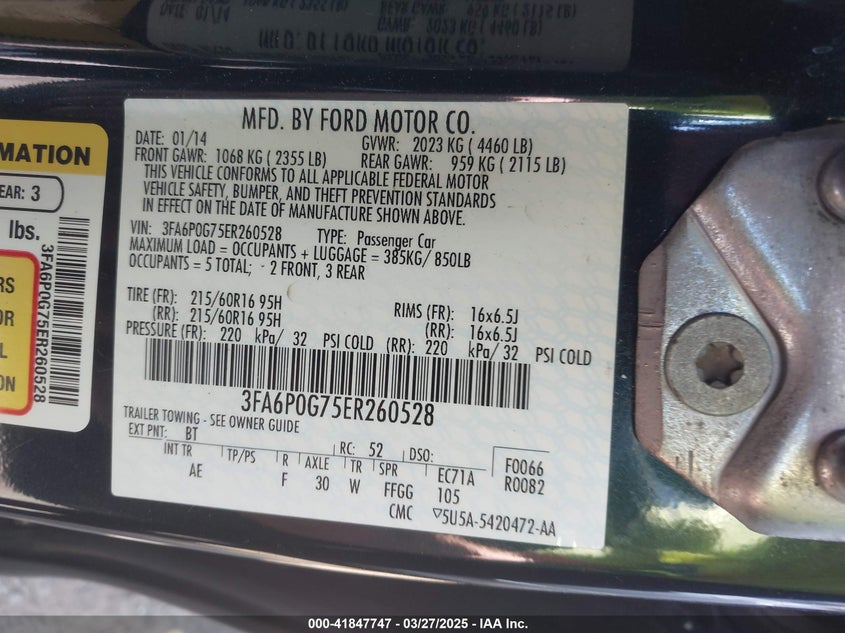 MFD. BY FORD MOTOR CO.
DATE: 01/14
GVWR: 2023 KG ( 4460 LB)
FRONT GAWR: 1068 KG ( 2355 LB)
REAR GAWR: 959 KG ( 2115 LB)
THIS VEHICLE CONFORMS TO ALL APPLICABLE FEDERAL MOTOR
VEHICLE SAFETY, BUMPER, AND THEFT PREVENTION STANDARDS
IN EFFECT ON THE DATE OF MANUFACTURE SHOWN ABOVE.
VIN: 3FA6P0G75ER260528 TYPE: Passenger Car
MAXIMUM LOAD = OCCUPANTS + LUGGAGE = 385KG/ 850LB
OCCUPANTS = 5 TOTAL; - 2 FRONT, 3 REAR
TIRE (FR): 215/60R16 95H RIMS (FR): 16x6.5J
(RR): 215/60R16 95H (RR): 16x6.5J
PRESSURE (FR): 220 kPa/ 32 PSI COLD (RR): 220 kPa/ 32 PSI COLD
3FA6P0G75ER260528
TRAILER TOWING - SEE OWNER GUIDE
EXT PNT: BT RC: 52 DSO:
INT TR TP/PS R AXLE TR SPR EC71A F0066
AE F 30 W FFGG 105 R0082
CMC ▽5U5A-5420472-AA
MATION
EAR: 3
lbs.
3FA6P0G75ER260528
RS
OR
L
ON
000-41847747 - 03/27/2025 - IAA Inc.